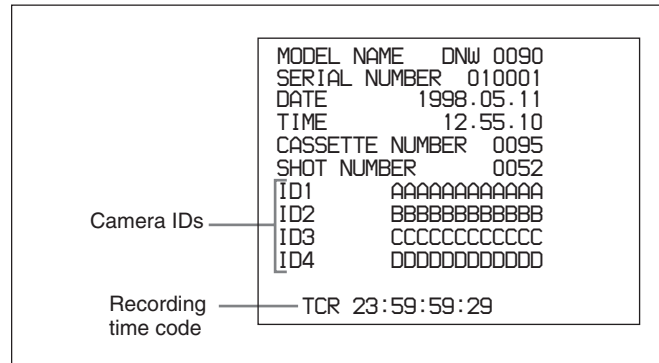 MODEL NAME DNW 0090
SERIAL NUMBER 010001
DATE 1998.05.11
TIME 12.55.10
CASSETTE NUMBER 0095
SHOT NUMBER 0052
ID1 AAAAAAAAAAAA
ID2 BBBBBBBBBBBB
ID3 CCCCCCCCCCCC
ID4 DDDDDDDDDDDD
Camera IDs
TCR 23:59:59:29
Recording
time code